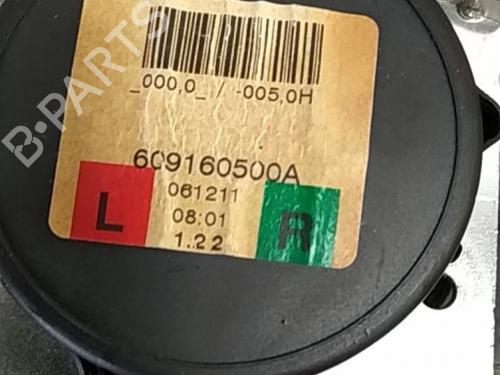 B-PARTS
_000,0_ / -005,0H
609160500A
061211
08:01
1.22
L
R